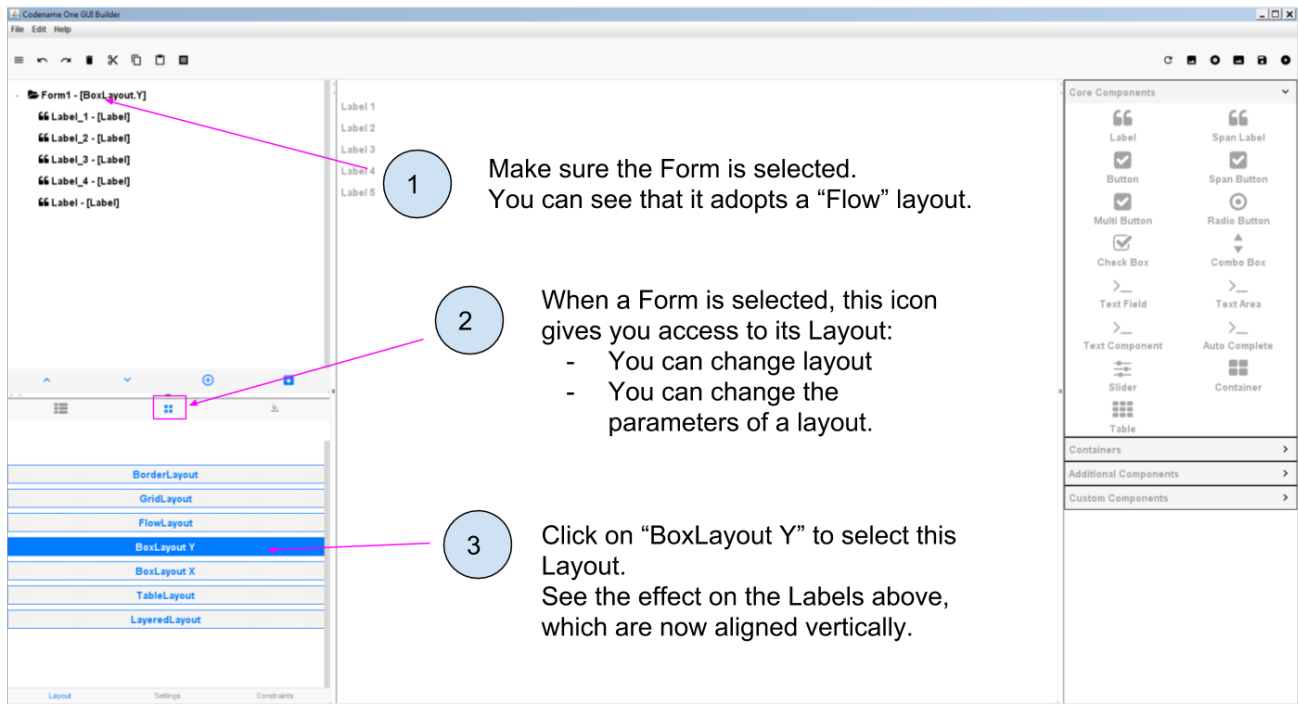 Codename One GUI Builder
File Edit Help
Form1 - [BoxLayout.Y]
Label_1 - [Label]
Label_2 - [Label]
Label_3 - [Label]
Label_4 - [Label]
Label - [Label]
Label 1
Label 2
Label 3
Label 4
Label 5
1
Make sure the Form is selected.
You can see that it adopts a “Flow” layout.
2
When a Form is selected, this icon
gives you access to its Layout:
- You can change layout
- You can change the
parameters of a layout.
BorderLayout
GridLayout
FlowLayout
BoxLayout Y
BoxLayout X
TableLayout
LayeredLayout
3
Click on “BoxLayout Y” to select this
Layout.
See the effect on the Labels above,
which are now aligned vertically.
Layout Settings Constraints
Core Components
Label Span Label
Button Span Button
Multi Button Radio Button
Check Box Combo Box
Text Field Text Area
Text Component Auto Complete
Slider Container
Table
Containers
Additional Components
Custom Components